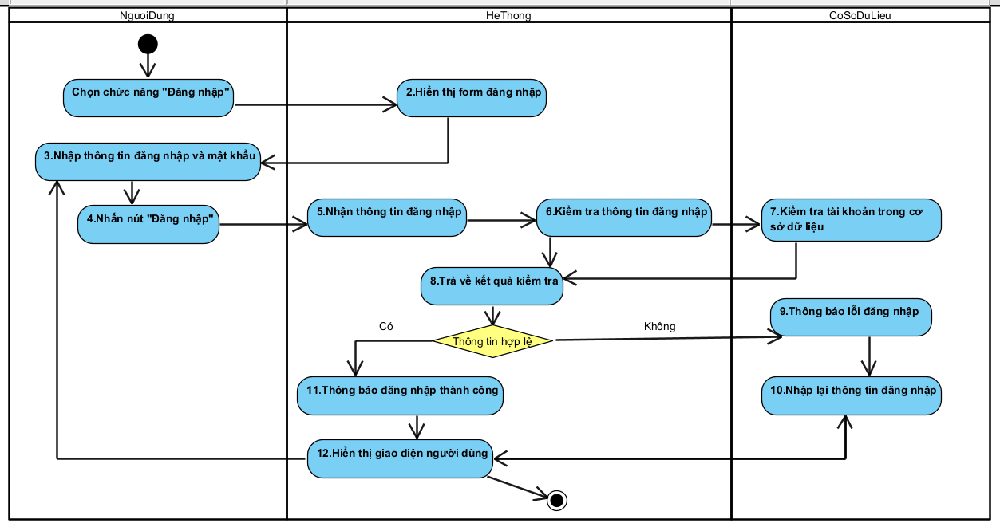 NguoiDung
HeThong
CoSoDuLieu
Chọn chức năng "Đăng nhập"
2.Hiển thị form đăng nhập
3.Nhập thông tin đăng nhập và mật khẩu
4.Nhấn nút "Đăng nhập"
5.Nhận thông tin đăng nhập
6.Kiểm tra thông tin đăng nhập
7.Kiểm tra tài khoản trong cơ
sở dữ liệu
8.Trả về kết quả kiểm tra
9.Thông báo lỗi đăng nhập
Có
Thông tin hợp lệ
Không
11.Thông báo đăng nhập thành công
10.Nhập lại thông tin đăng nhập
12.Hiển thị giao diện người dùng